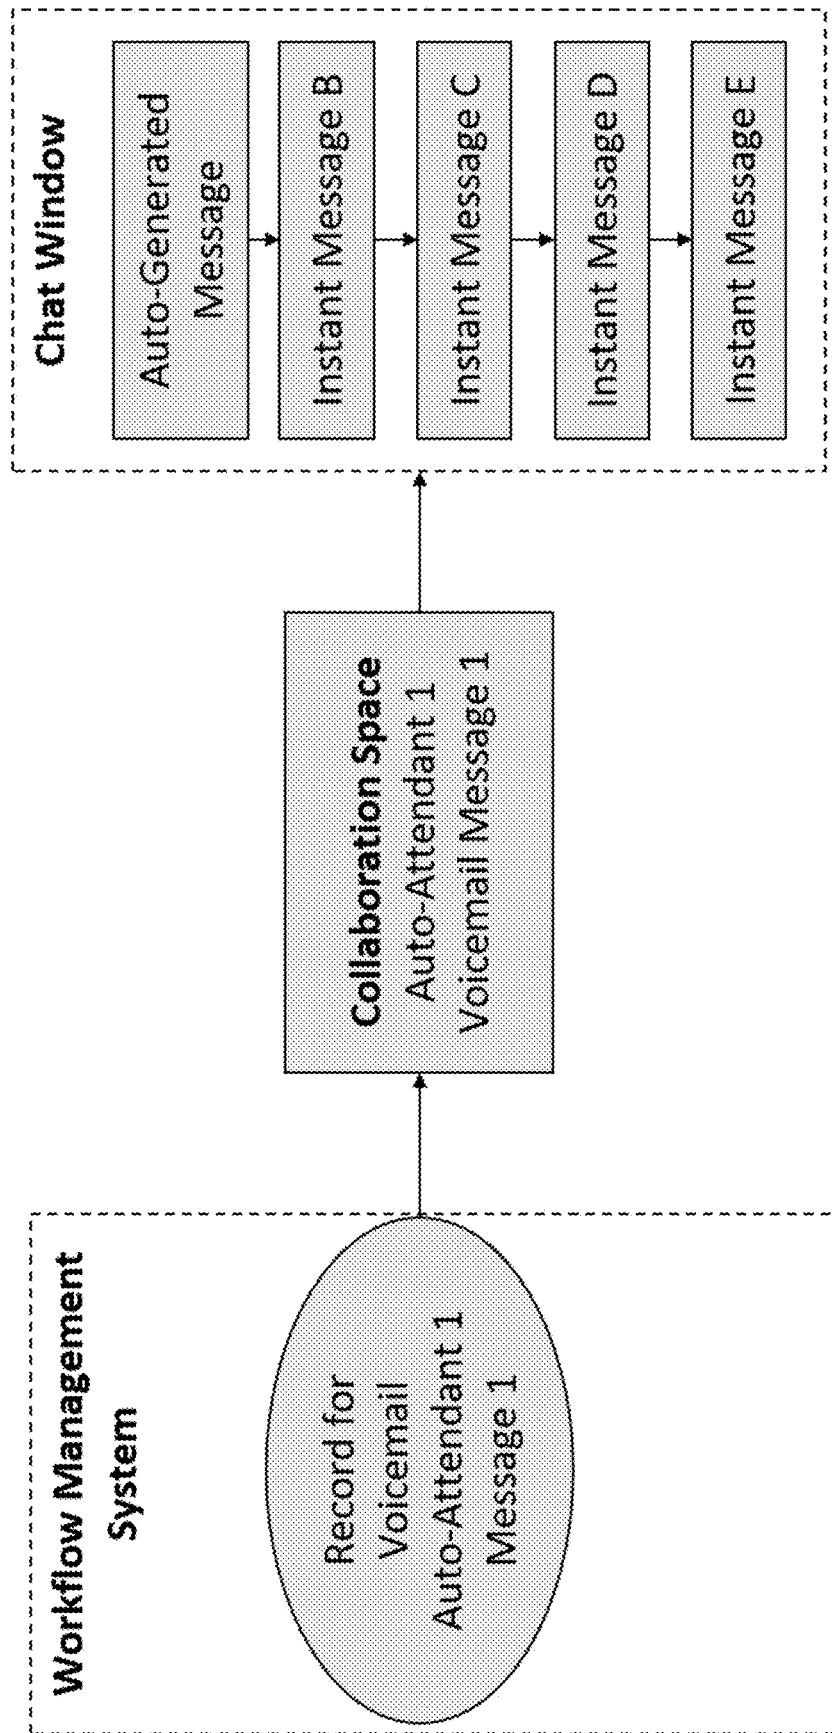 Workflow Management
System
Record for
Voicemail
Auto-Attendant 1
Message 1
Collaboration Space
Auto-Attendant 1
Voicemail Message 1
Chat Window
Auto-Generated
Message
Instant Message B
Instant Message C
Instant Message D
Instant Message E